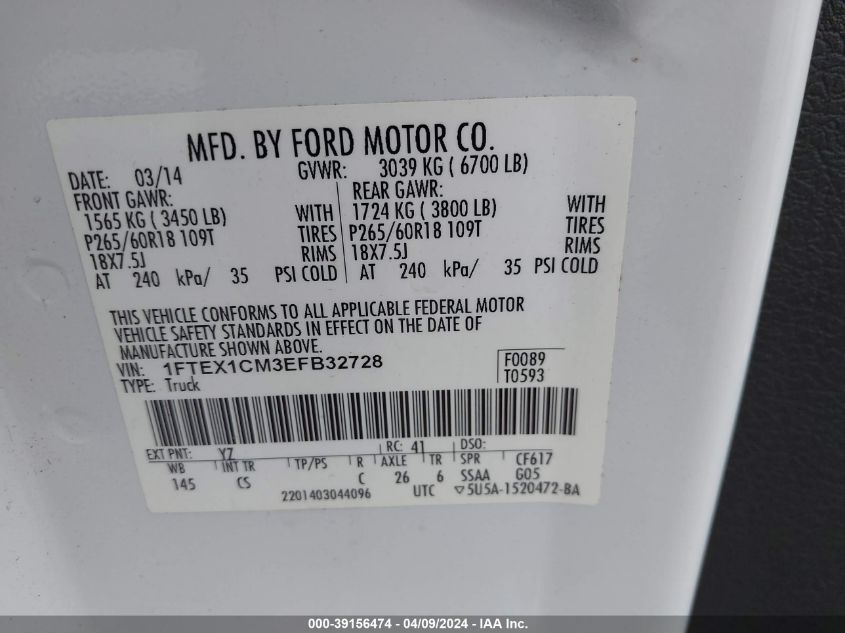 MFD. BY FORD MOTOR CO.
DATE: 03/14 GVWR: 3039 KG ( 6700 LB)
FRONT GAWR: REAR GAWR:
1565 KG ( 3450 LB) WITH 1724 KG ( 3800 LB) WITH
P265/60R18 109T TIRES P265/60R18 109T TIRES
18X7.5J RIMS 18X7.5J RIMS
AT 240 kPa/ 35 PSI COLD AT 240 kPa/ 35 PSI COLD
THIS VEHICLE CONFORMS TO ALL APPLICABLE FEDERAL MOTOR
VEHICLE SAFETY STANDARDS IN EFFECT ON THE DATE OF
MANUFACTURE SHOWN ABOVE.
VIN: 1FTEX1CM3EFB32728 F0089
TYPE: Truck T0593
EXT PNT: YZ RC: 41 DSO:
WB INT TR TP/PS R AXLE TR SPR CF617
145 CS C 26 6 SSAA G05
2201403044096 UTC ▽5U5A-1520472-BA
000-39156474 - 04/09/2024 - IAA Inc.